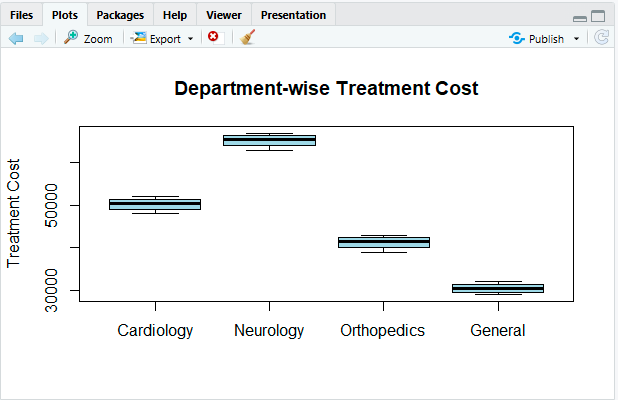 Files Plots Packages Help Viewer Presentation
Zoom Export Publish
Department-wise Treatment Cost
Treatment Cost
50000
30000
Cardiology Neurology Orthopedics General